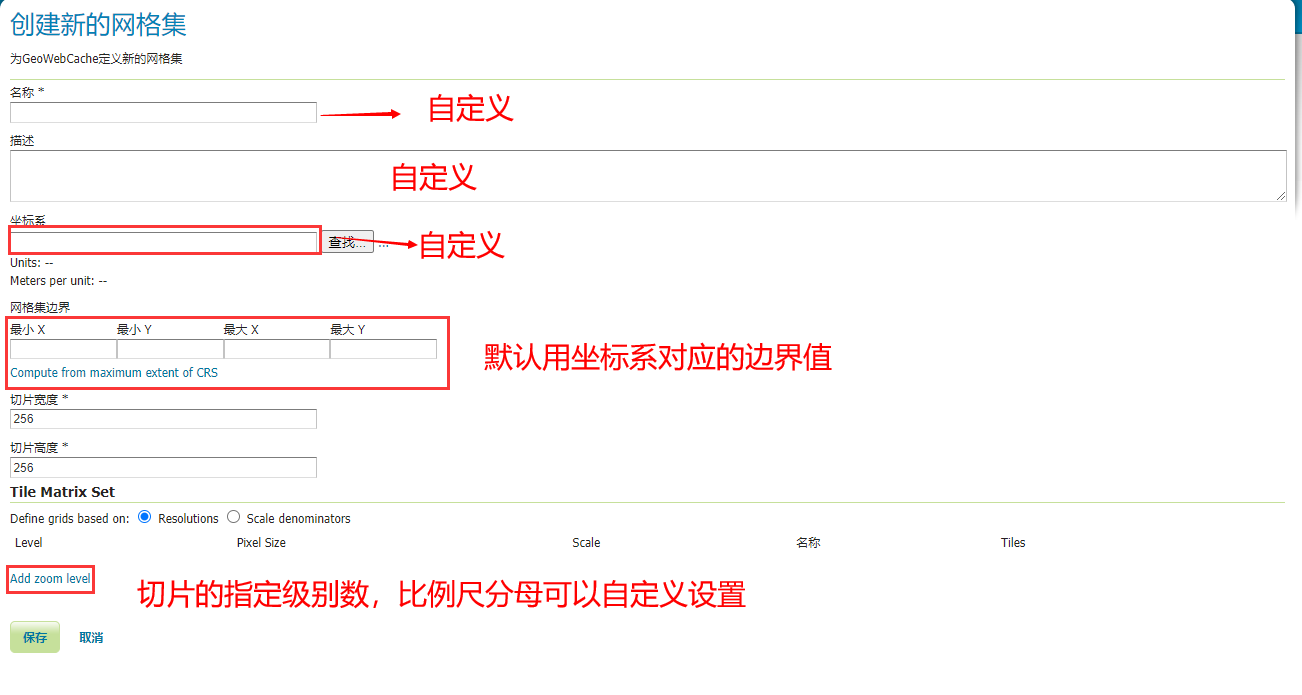 创建新的网格集
为GeoWebCache定义新的网格集
名称 *
自定义
描述
自定义
坐标系
查找... ...
自定义
Units: --
Meters per unit: --
网格集边界
最小 X 最小 Y 最大 X 最大 Y
Compute from maximum extent of CRS
默认用坐标系对应的边界值
切片宽度 *
256
切片高度 *
256
Tile Matrix Set
Define grids based on: Resolutions Scale denominators
Level Pixel Size Scale 名称 Tiles
Add zoom level
切片的指定级别数，比例尺分母可以自定义设置
保存 取消